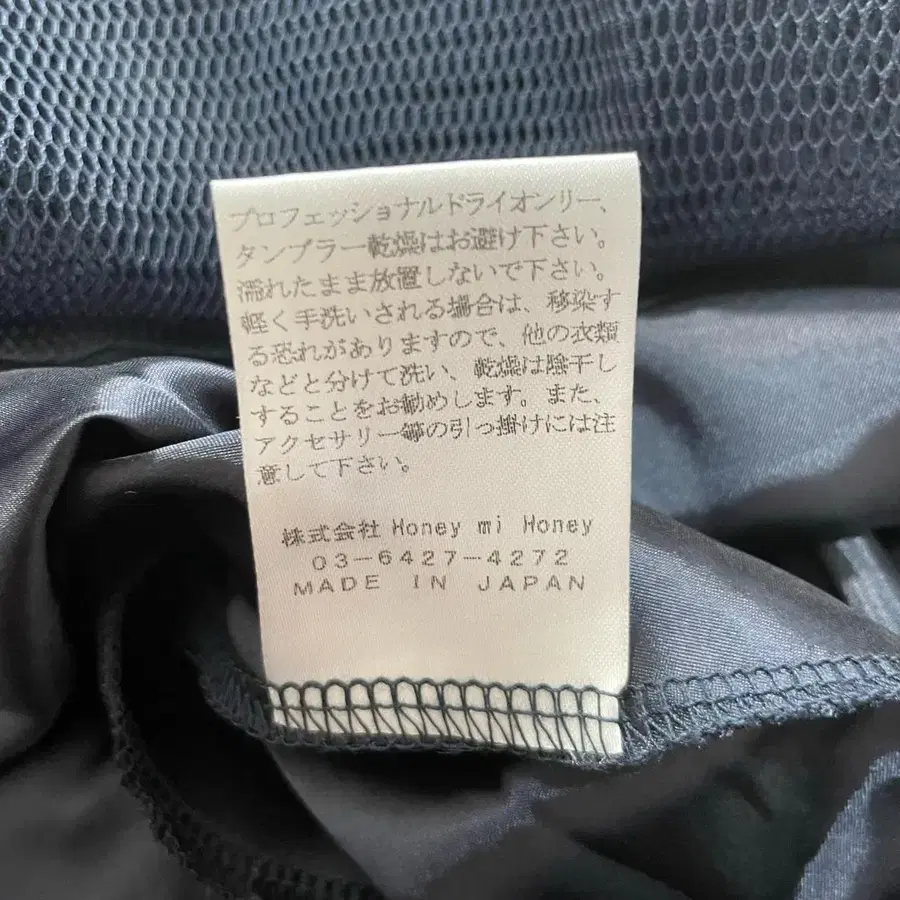 プロフェッショナルドライオンリー、
タンブラー乾燥はお避け下さい。
濡れたまま放置しないで下さい。
軽く手洗いされる場合は、移染す
る恐れがありますので、他の衣類
などと分けて洗い、乾燥は陰干し
することをお勧めします。また、
アクセサリー等の引っ掛けには注
意して下さい。
株式会社 Honey mi Honey
03-6427-4272
MADE IN JAPAN